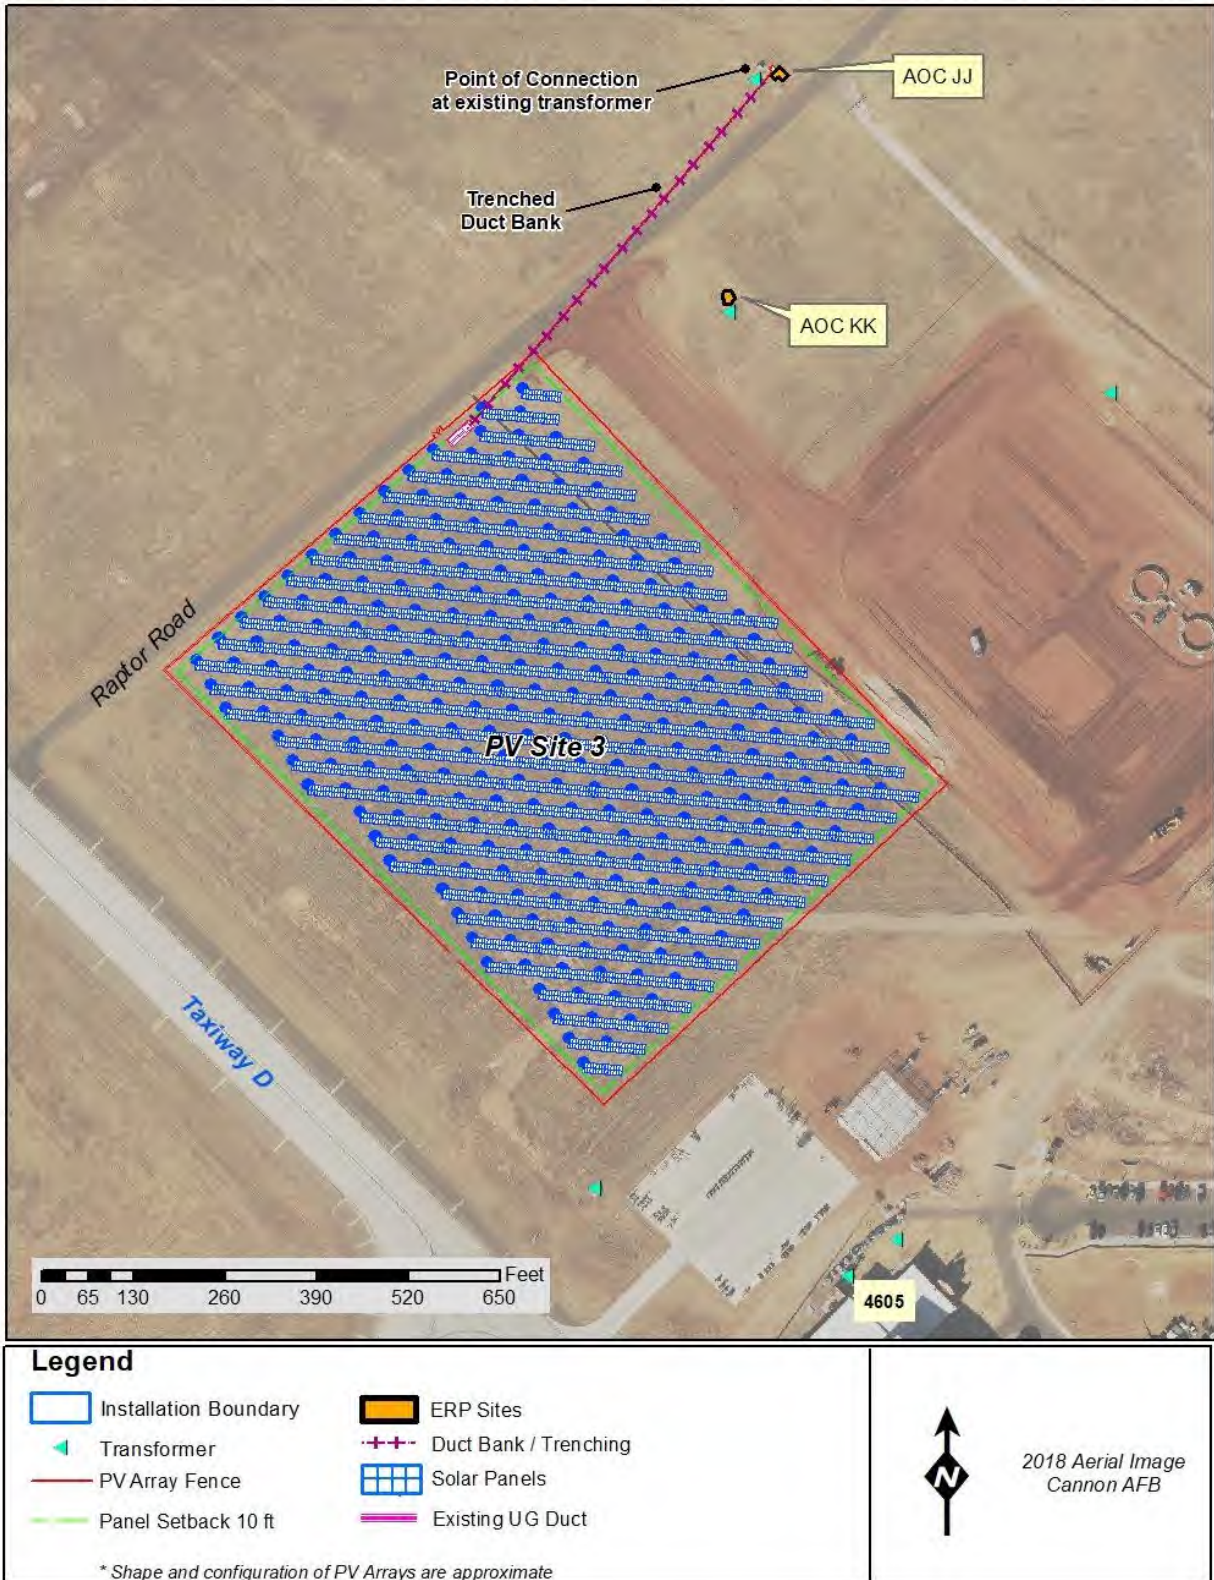 Point of Connection
at existing transformer
AOC JJ
Trenched
Duct Bank
AOC KK
Raptor Road
PV Site 3
Taxiway D
Feet
0 65 130 260 390 520 650
4605
Legend
Installation Boundary
Transformer
PV Array Fence
Panel Setback 10 ft
ERP Sites
Duct Bank / Trenching
Solar Panels
Existing UG Duct
* Shape and configuration of PV Arrays are approximate
N
2018 Aerial Image
Cannon AFB